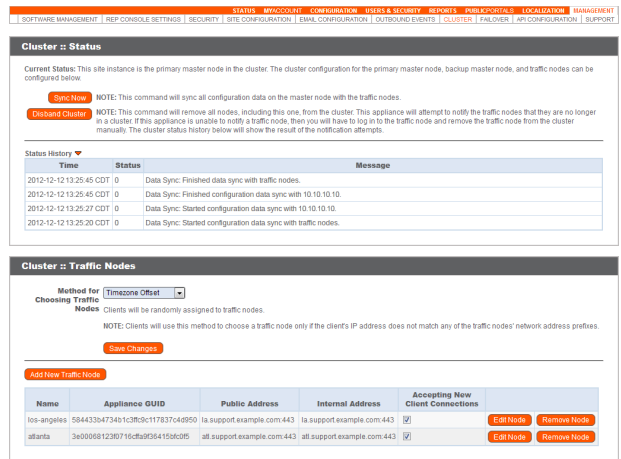 STATUS MYACCOUNT CONFIGURATION USERS & SECURITY REPORTS PUBLIC PORTALS LOCALIZATION MANAGEMENT
SOFTWARE MANAGEMENT REP CONSOLE SETTINGS SECURITY SITE CONFIGURATION EMAIL CONFIGURATION OUTBOUND EVENTS CLUSTER FAILOVER API CONFIGURATION SUPPORT
Cluster :: Status
Current Status: This site instance is the primary master node in the cluster. The cluster configuration for the primary master node, backup master node, and traffic nodes can be
configured below.
Sync Now NOTE: This command will sync all configuration data on the master node with the traffic nodes.
Disband Cluster NOTE: This command will remove all nodes, including this one, from the cluster. This appliance will attempt to notify the traffic nodes that they are no longer
in a cluster. If this appliance is unable to notify a traffic node, then you will have to log in to the traffic node and remove the traffic node from the cluster
manually. The cluster status history below will show the result of the notification attempts.
Status History
Time Status Message
2012-12-12 13:25:45 CDT 0 Data Sync: Finished data sync with traffic nodes.
2012-12-12 13:25:45 CDT 0 Data Sync: Finished configuration data sync with 10.10.10.10.
2012-12-12 13:25:27 CDT 0 Data Sync: Started configuration data sync with 10.10.10.10.
2012-12-12 13:25:20 CDT 0 Data Sync: Started configuration data sync with traffic nodes.
Cluster :: Traffic Nodes
Method for Choosing Traffic Nodes Timezone Offset
Clients will be randomly assigned to traffic nodes.
NOTE: Clients will use this method to choose a traffic node only if the client's IP address does not match any of the traffic nodes' network address prefixes.
Save Changes
Add New Traffic Node
Name Appliance GUID Public Address Internal Address Accepting New Client Connections
los-angeles 584433b4734b1c3ffc9c117837c4d950 la.support.example.com:443 la.support.example.com:443 Edit Node Remove Node
atlanta 3e00068123f0716cffa9f36415bfc0f5 atl.support.example.com:443 atl.support.example.com:443 Edit Node Remove Node